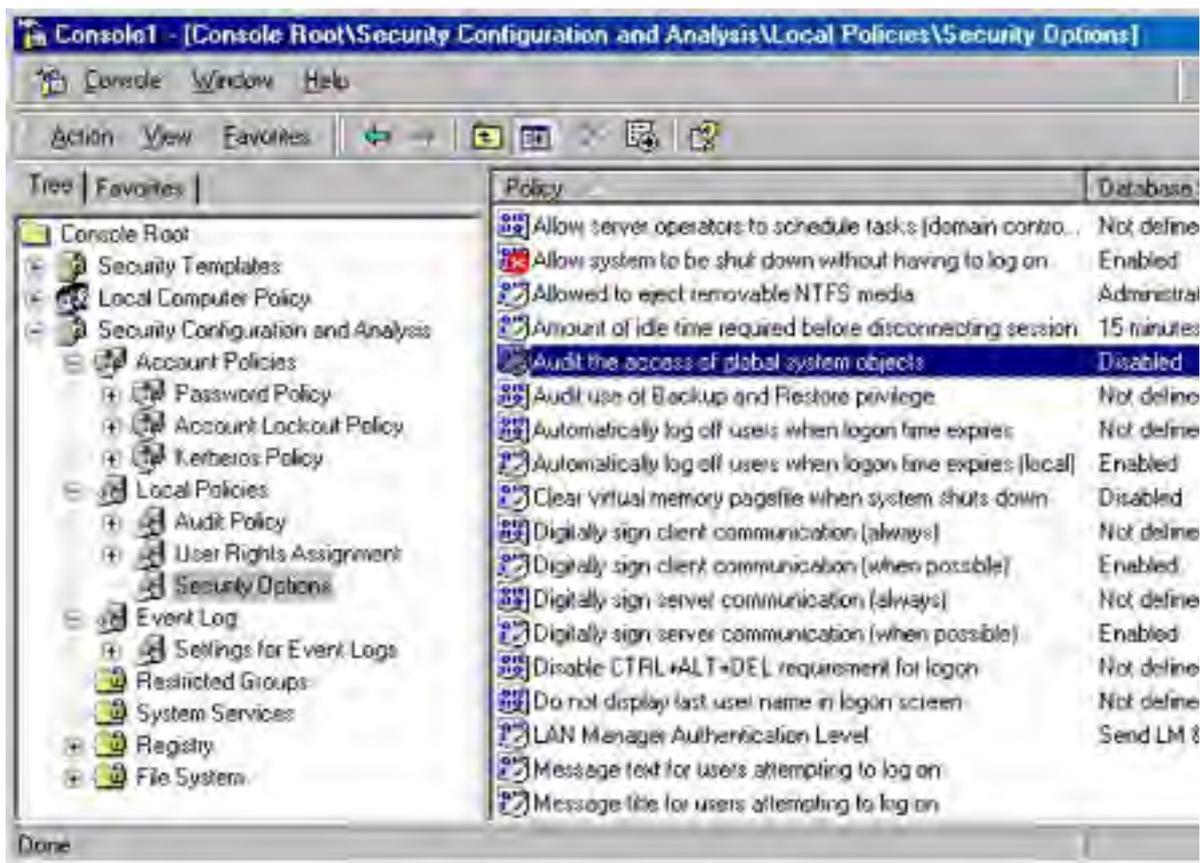 Console1 - [Console Root\Security Configuration and Analysis\Local Policies\Security Options]
Console Window Help
Action View Favorites
Tree Favorites
Policy Database
Console Root
Security Templates
Local Computer Policy
Security Configuration and Analysis
Account Policies
Password Policy
Account Lockout Policy
Kerberos Policy
Local Policies
Audit Policy
User Rights Assignment
Security Options
Event Log
Settings for Event Logs
Restricted Groups
System Services
Registry
File System
Allow server operators to schedule tasks (domain contro... Not define
Allow system to be shut down without having to log on Enabled
Allowed to eject removable NTFS media Administrat
Amount of idle time required before disconnecting session 15 minutes
Audit the access of global system objects Disabled
Audit use of Backup and Restore privilege Not define
Automatically log off users when logon time expires Not define
Automatically log off users when logon time expires (local) Enabled
Clear virtual memory pagefile when system shuts down Disabled
Digitally sign client communication (always) Not define
Digitally sign client communication (when possible) Enabled
Digitally sign server communication (always) Not define
Digitally sign server communication (when possible) Enabled
Disable CTRL+ALT+DEL requirement for logon Not define
Do not display last user name in logon screen Not define
LAN Manager Authentication Level Send LM &
Message text for users attempting to log on
Message title for users attempting to log on
Done